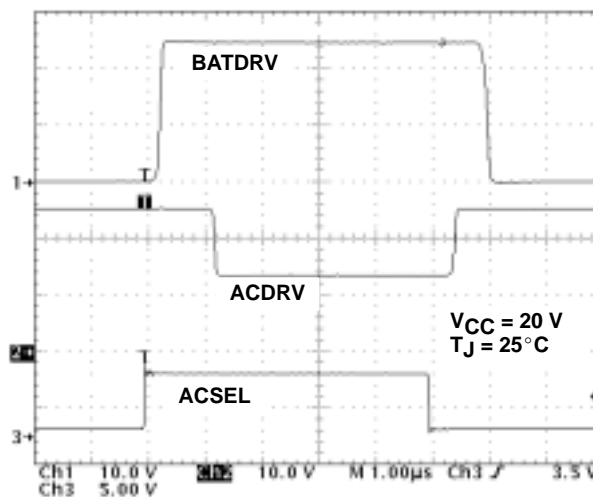 BATDRV
T
1→
T
ACDRV
VCC = 20 V
TJ = 25°C
2→
T
ACSEL
3→
Ch1 10.0 V Ch2 10.0 V M 1.00µs Ch3 3.5 V
Ch3 5.00 V